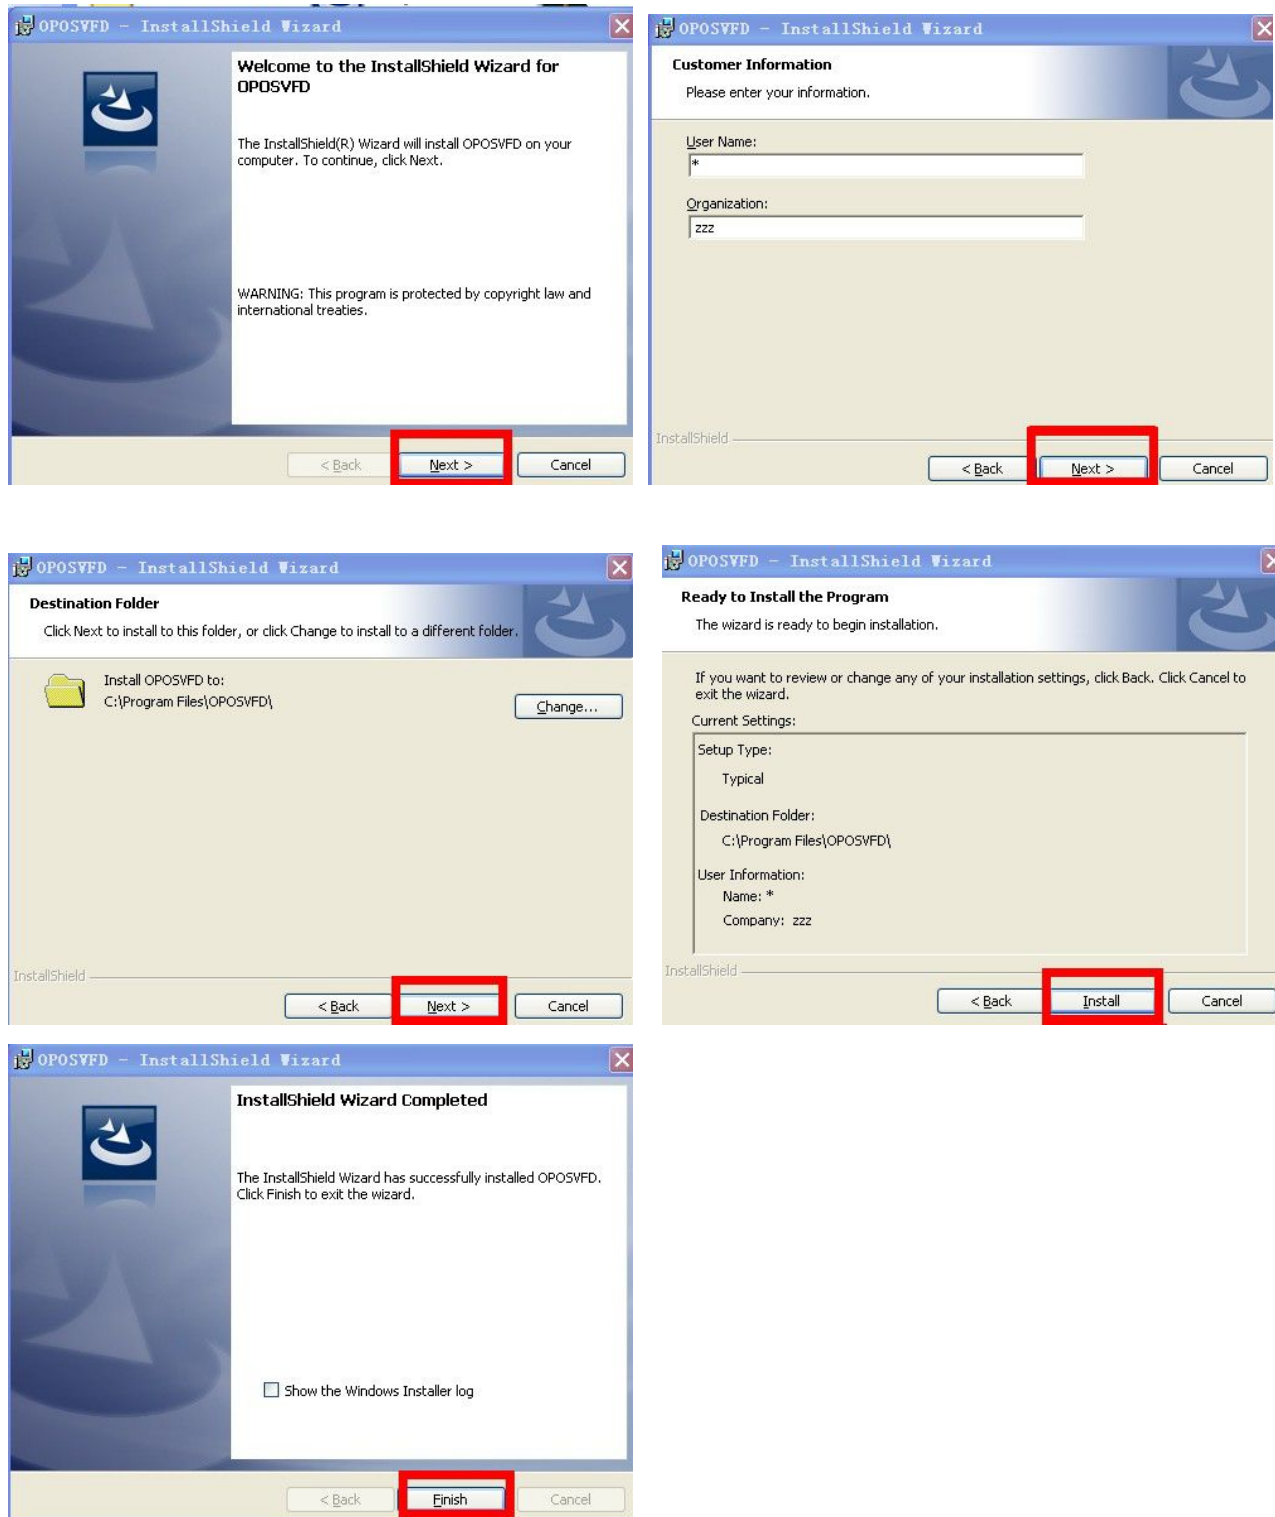 OPOSVFD - InstallShield Wizard
Welcome to the InstallShield Wizard for
OPOSVFD
The InstallShield(R) Wizard will install OPOSVFD on your
computer. To continue, click Next.
WARNING: This program is protected by copyright law and
international treaties.
< Back
Next >
Cancel
OPOSVFD - InstallShield Wizard
Customer Information
Please enter your information.
User Name:
*
Organization:
zzz
InstallShield
< Back
Next >
Cancel
OPOSVFD - InstallShield Wizard
Destination Folder
Click Next to install to this folder, or click Change to install to a different folder.
Install OPOSVFD to:
C:\Program Files\OPOSVFD\
Change...
InstallShield
< Back
Next >
Cancel
OPOSVFD - InstallShield Wizard
Ready to Install the Program
The wizard is ready to begin installation.
If you want to review or change any of your installation settings, click Back. Click Cancel to
exit the wizard.
Current Settings:
Setup Type:
Typical
Destination Folder:
C:\Program Files\OPOSVFD\
User Information:
Name: *
Company: zzz
InstallShield
< Back
Install
Cancel
OPOSVFD - InstallShield Wizard
InstallShield Wizard Completed
The InstallShield Wizard has successfully installed OPOSVFD.
Click Finish to exit the wizard.
Show the Windows Installer log
< Back
Finish
Cancel